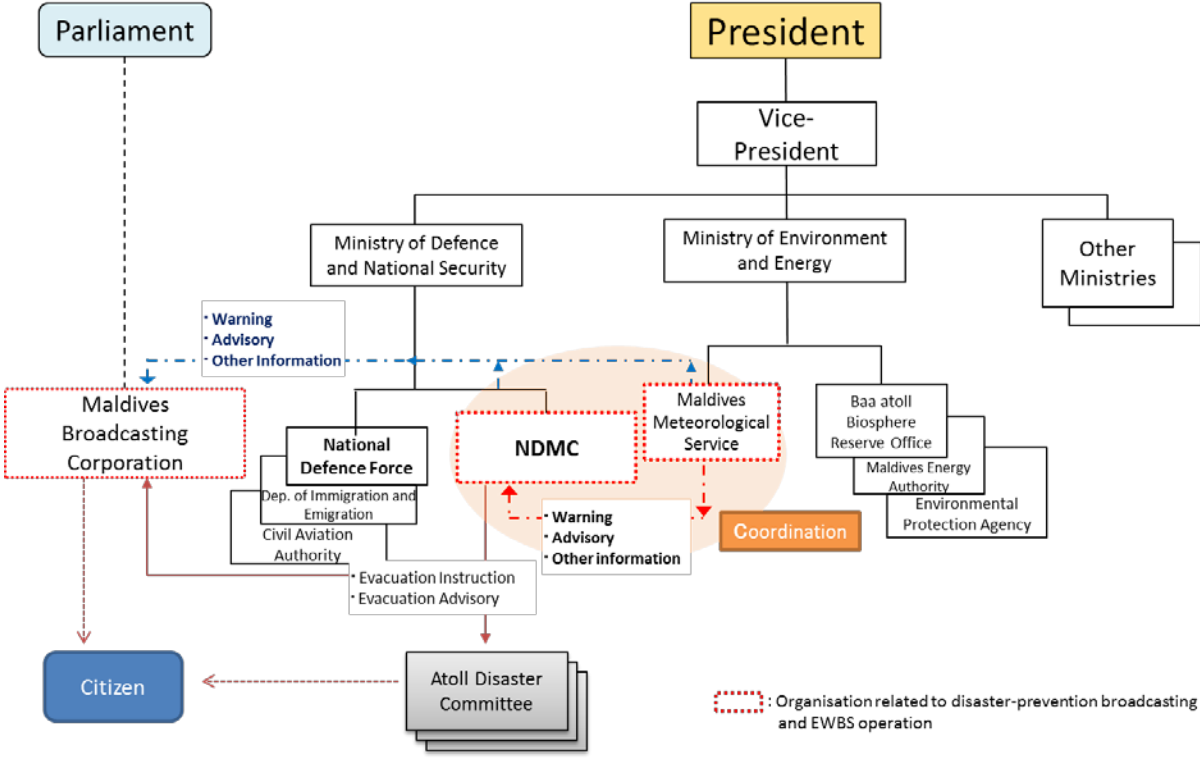 Parliament
President
Vice-
President
Ministry of Defence
and National Security
Ministry of Environment
and Energy
Other
Ministries
· Warning
· Advisory
· Other Information
Maldives
Broadcasting
Corporation
National
Defence Force
Dep. of Immigration and
Emigration
Civil Aviation
Authority
NDMC
Maldives
Meteorological
Service
Baa atoll
Biosphere
Reserve Office
Maldives Energy
Authority
Environmental
Protection Agency
· Warning
· Advisory
· Other information
Coordination
· Evacuation Instruction
· Evacuation Advisory
Citizen
Atoll Disaster
Committee
: Organisation related to disaster-prevention broadcasting
and EWBS operation